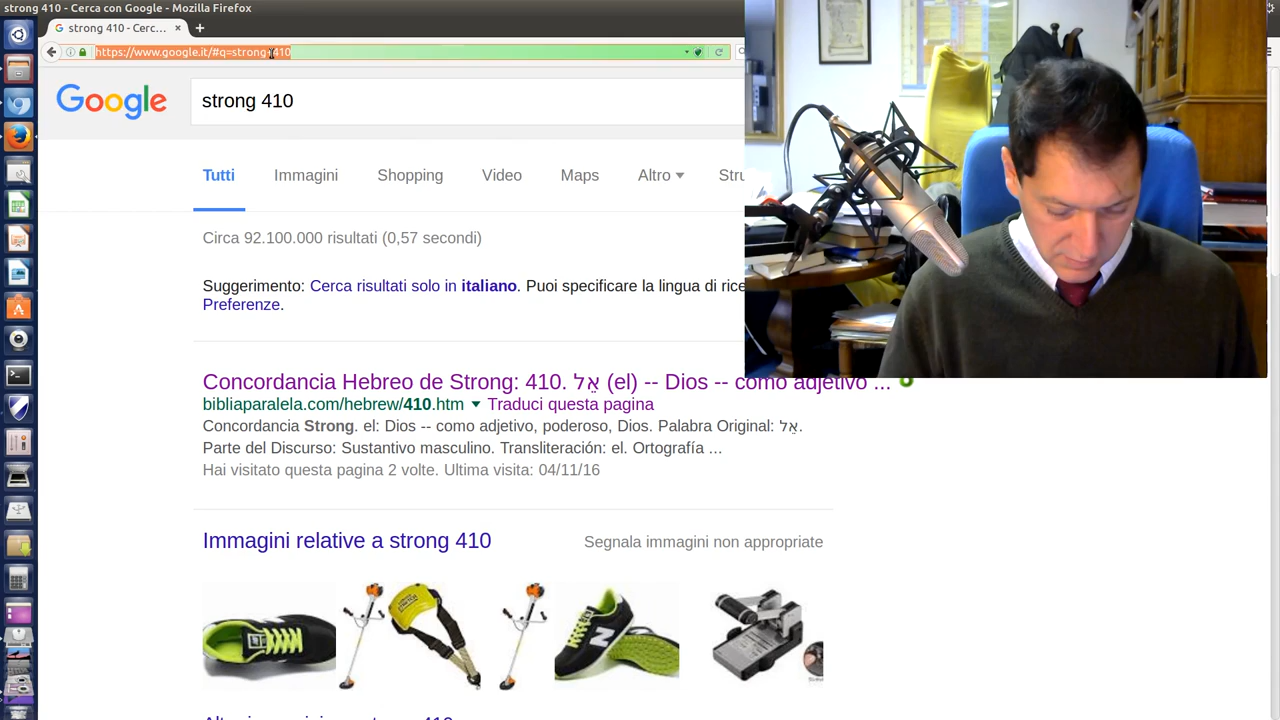 strong 410 - Cerca con Google - Mozilla Firefox
strong 410 - Cerc...
https://www.google.it/#q=strong 410
Google
strong 410
Tutti Immagini Shopping Video Maps Altro Stru
Circa 92.100.000 risultati (0,57 secondi)
Suggerimento: Cerca risultati solo in italiano. Puoi specificare la lingua di rice
Preferenze.
Concordancia Hebreo de Strong: 410. אֵל (el) -- Dios -- como adjetivo ...
bibliaparalela.com/hebrew/410.htm Traduci questa pagina
Concordancia Strong. el: Dios -- como adjetivo, poderoso, Dios. Palabra Original: אֵל.
Parte del Discurso: Sustantivo masculino. Transliteración: el. Ortografía ...
Hai visitato questa pagina 2 volte. Ultima visita: 04/11/16
Immagini relative a strong 410
Segnala immagini non appropriate